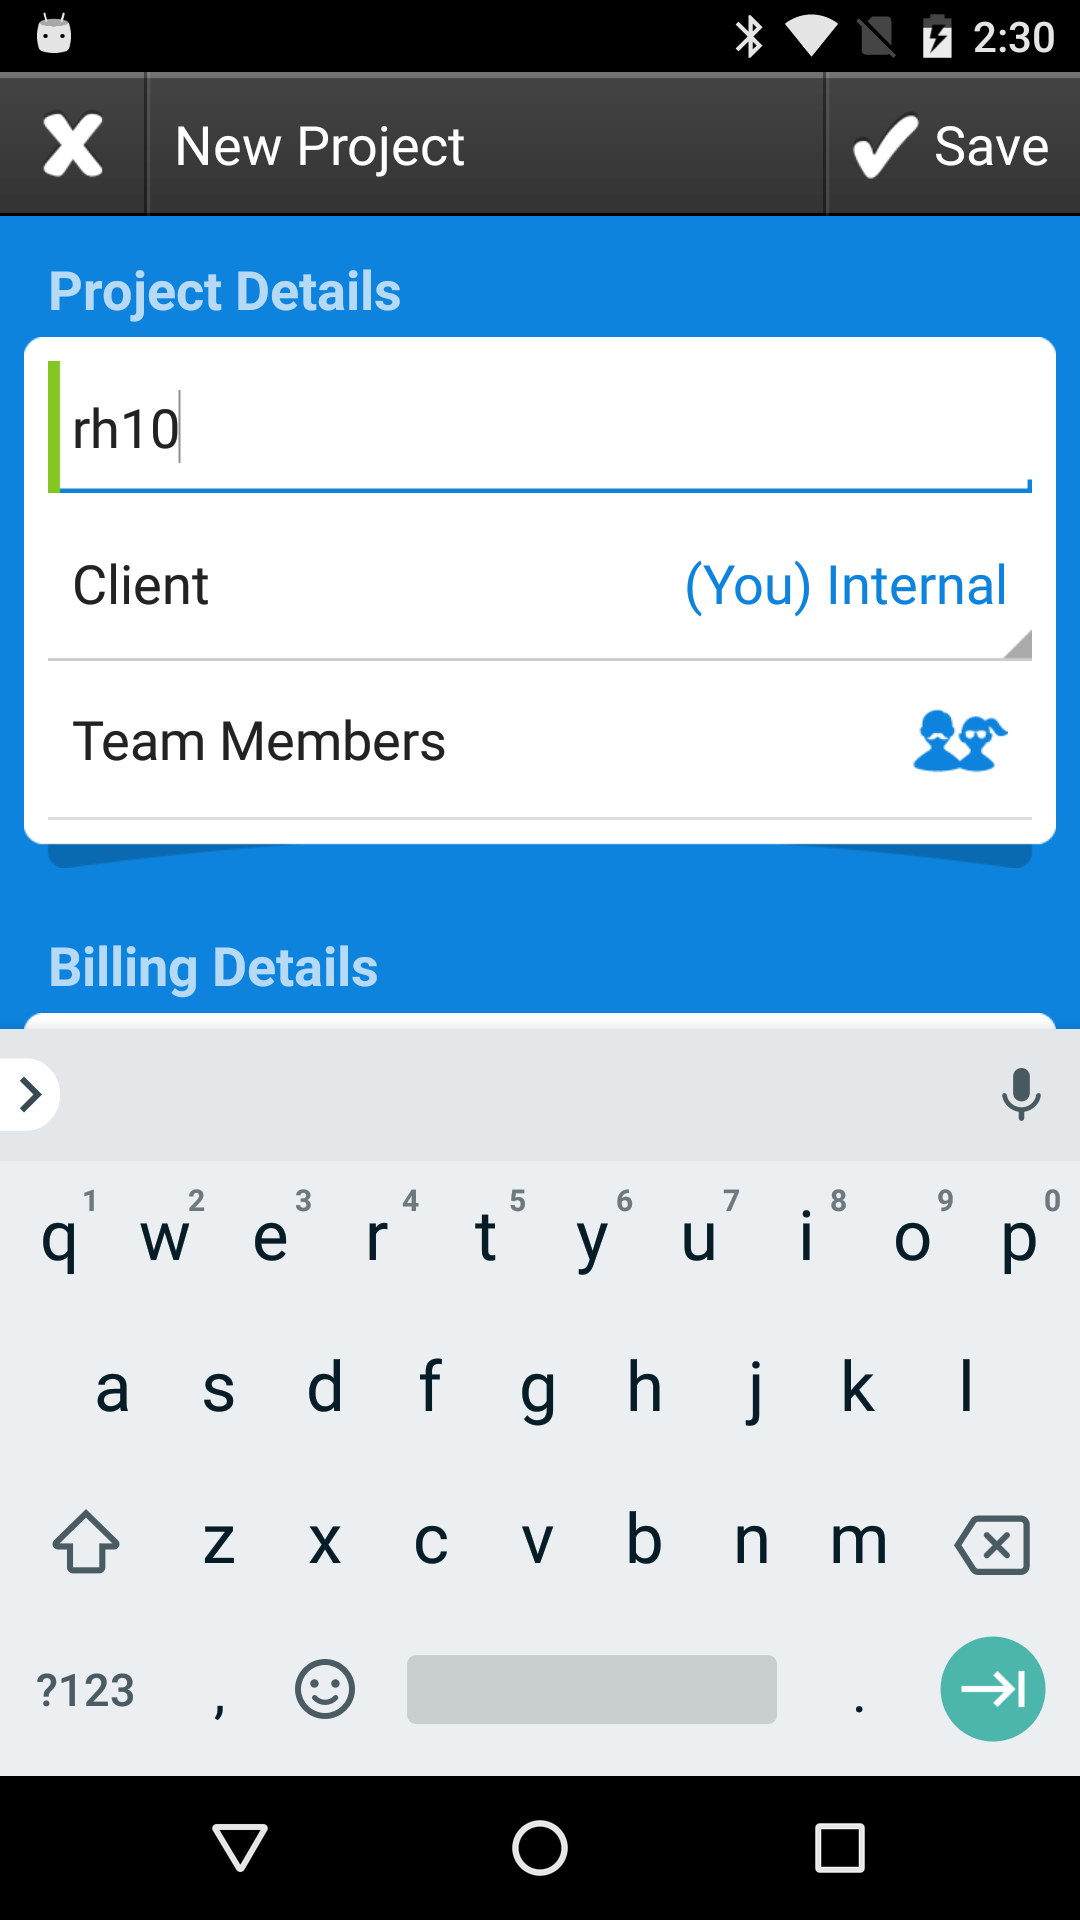 2:30
New Project
Save
Project Details
rh10
Client (You) Internal
Team Members
Billing Details
1 2 3 4 5 6 7 8 9 0
q w e r t y u i o p
a s d f g h j k l
z x c v b n m
?123 , .